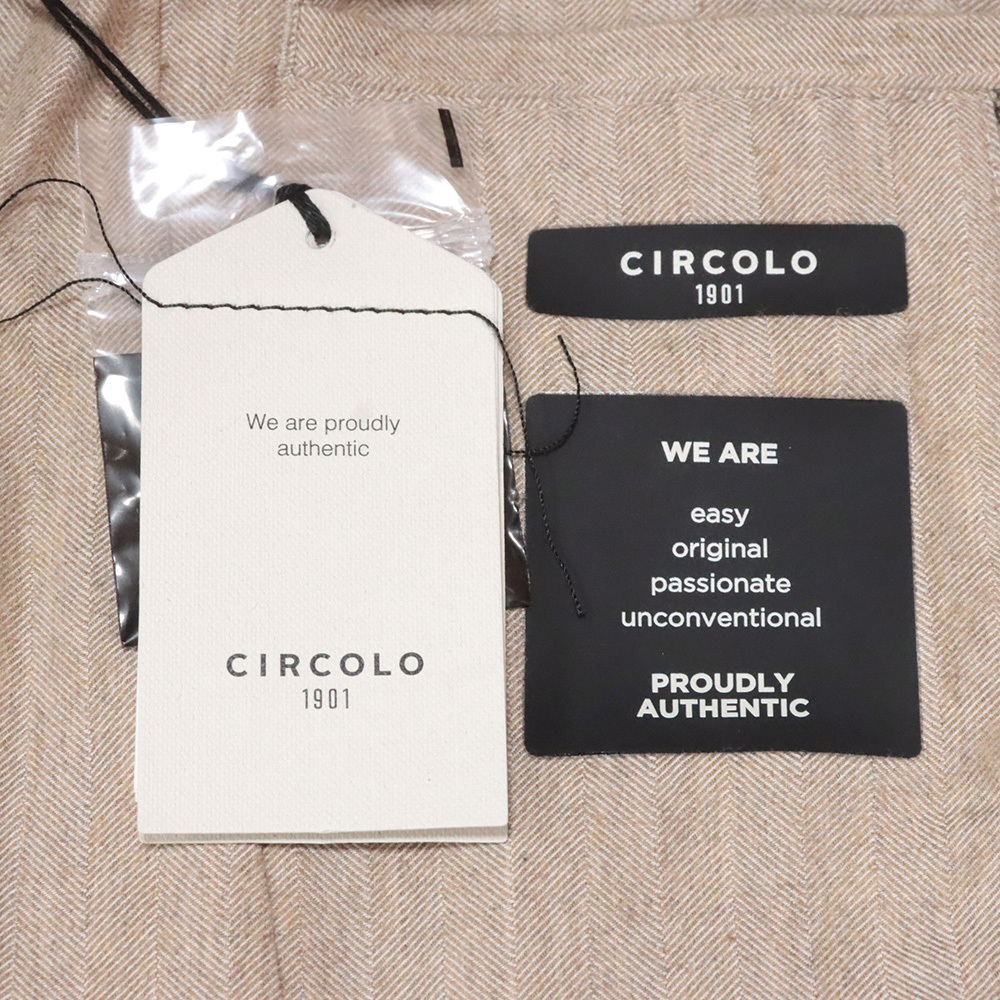 We are proudly
authentic
CIRCOLO
1901
CIRCOLO
1901
WE ARE
easy
original
passionate
unconventional
PROUDLY
AUTHENTIC